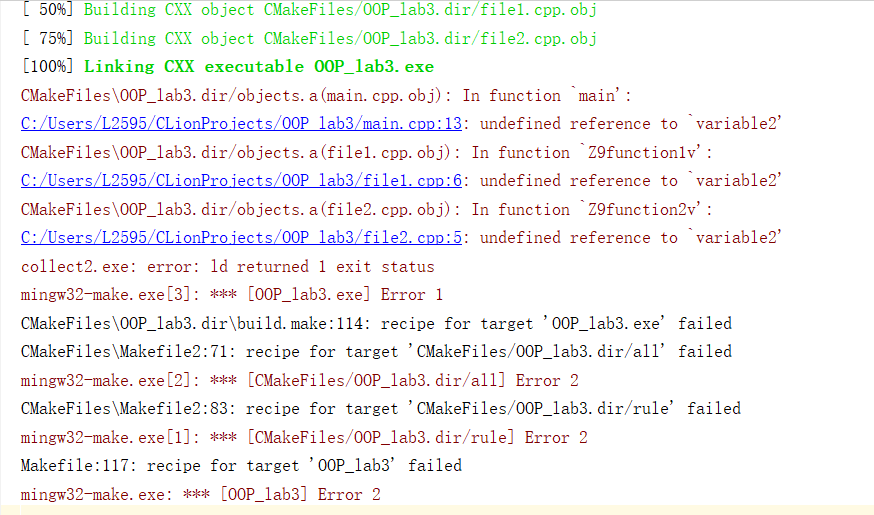 [ 50%] Building CXX object CMakeFiles/OOP_lab3.dir/file1.cpp.obj
[ 75%] Building CXX object CMakeFiles/OOP_lab3.dir/file2.cpp.obj
[100%] Linking CXX executable OOP_lab3.exe
CMakeFiles\OOP_lab3.dir/objects.a(main.cpp.obj): In function `main':
C:/Users/L2595/CLionProjects/OOP_lab3/main.cpp:13: undefined reference to `variable2'
CMakeFiles\OOP_lab3.dir/objects.a(file1.cpp.obj): In function `Z9function1v':
C:/Users/L2595/CLionProjects/OOP_lab3/file1.cpp:6: undefined reference to `variable2'
CMakeFiles\OOP_lab3.dir/objects.a(file2.cpp.obj): In function `Z9function2v':
C:/Users/L2595/CLionProjects/OOP_lab3/file2.cpp:5: undefined reference to `variable2'
collect2.exe: error: ld returned 1 exit status
mingw32-make.exe[3]: *** [OOP_lab3.exe] Error 1
CMakeFiles\OOP_lab3.dir\build.make:114: recipe for target 'OOP_lab3.exe' failed
CMakeFiles\Makefile2:71: recipe for target 'CMakeFiles/OOP_lab3.dir/all' failed
mingw32-make.exe[2]: *** [CMakeFiles/OOP_lab3.dir/all] Error 2
CMakeFiles\Makefile2:83: recipe for target 'CMakeFiles/OOP_lab3.dir/rule' failed
mingw32-make.exe[1]: *** [CMakeFiles/OOP_lab3.dir/rule] Error 2
Makefile:117: recipe for target 'OOP_lab3' failed
mingw32-make.exe: *** [OOP_lab3] Error 2